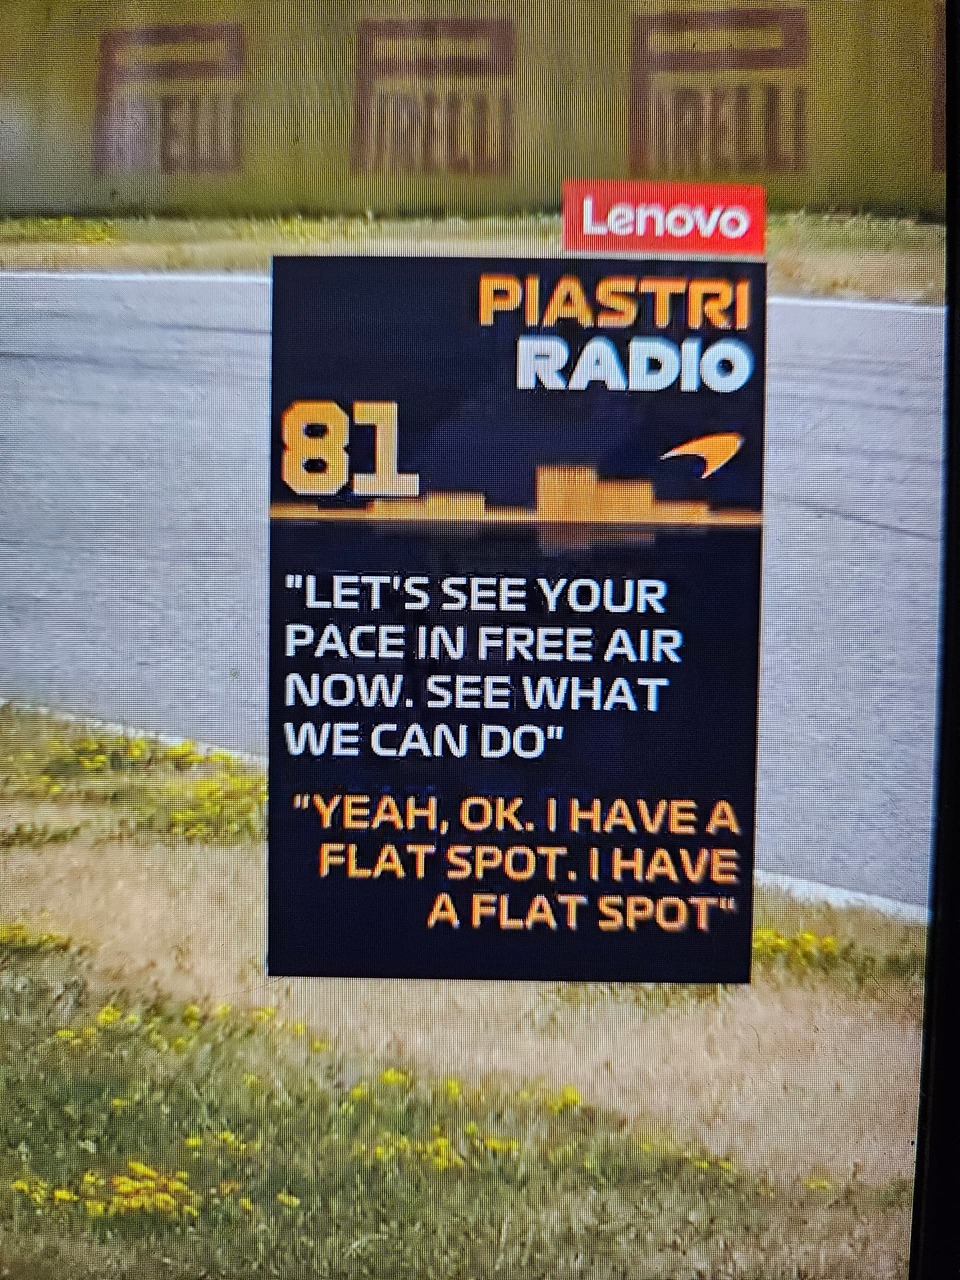 PIRELLI
Lenovo
PIASTRI
RADIO
81
"LET'S SEE YOUR
PACE IN FREE AIR
NOW. SEE WHAT
WE CAN DO"
"YEAH, OK. I HAVE A
FLAT SPOT. I HAVE
A FLAT SPOT"